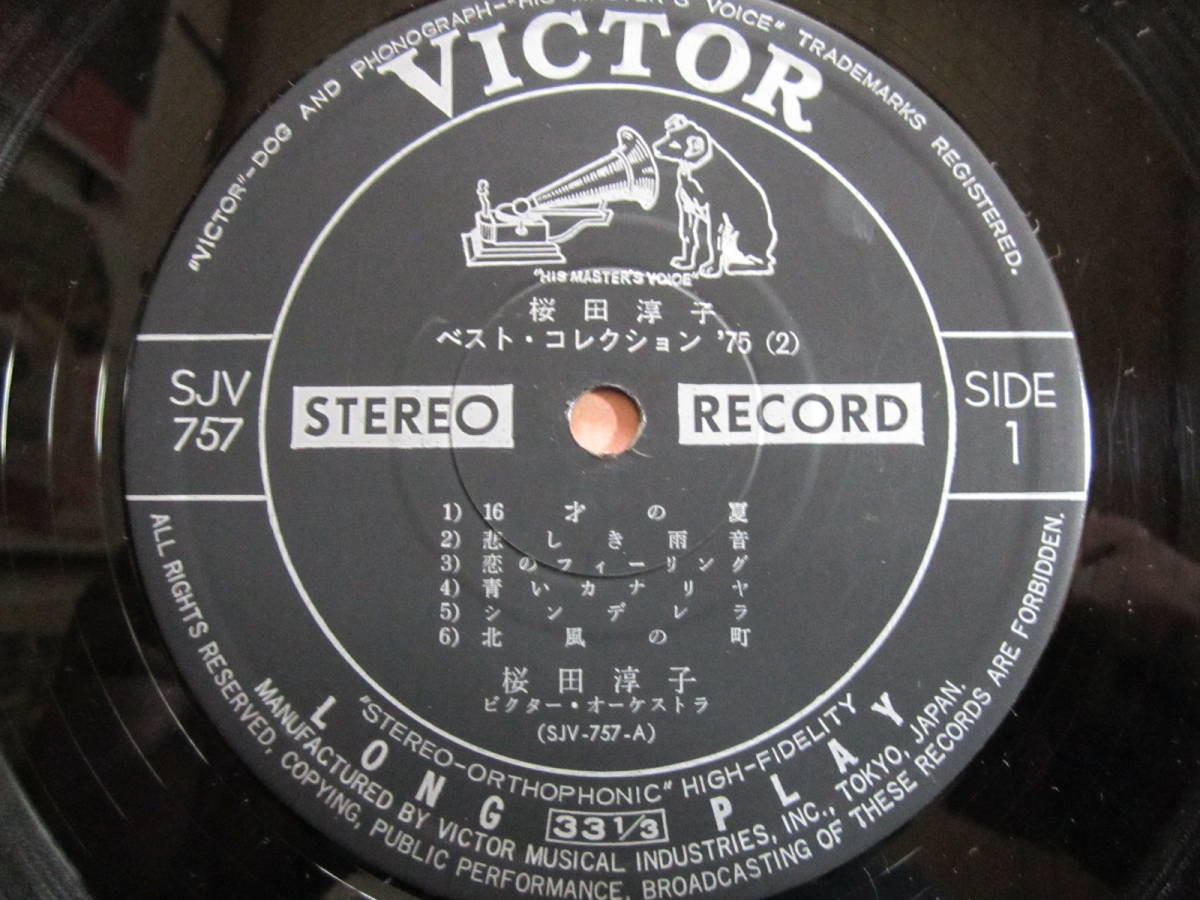 "VICTOR"-DOG AND PHONOGRAPH-"HIS MASTER'S VOICE" TRADEMARKS REGISTERED.
VICTOR
"HIS MASTER'S VOICE"
桜田淳子
ベスト・コレクション '75 (2)
SJV
757
STEREO
RECORD
SIDE
1
1) 16才の夏
2) 悲しき雨音
3) 恋のフィーリング
4) 青いカナリヤ
5) シンデレラ
6) 北風の町
桜田淳子
ビクター・オーケストラ
(SJV-757-A)
"STEREO-ORTHOPHONIC" HIGH-FIDELITY
LONG PLAY
33 1/3
MANUFACTURED BY VICTOR MUSICAL INDUSTRIES, INC., TOKYO, JAPAN.
ALL RIGHTS RESERVED, COPYING, PUBLIC PERFORMANCE, BROADCASTING OF THESE RECORDS ARE FORBIDDEN.